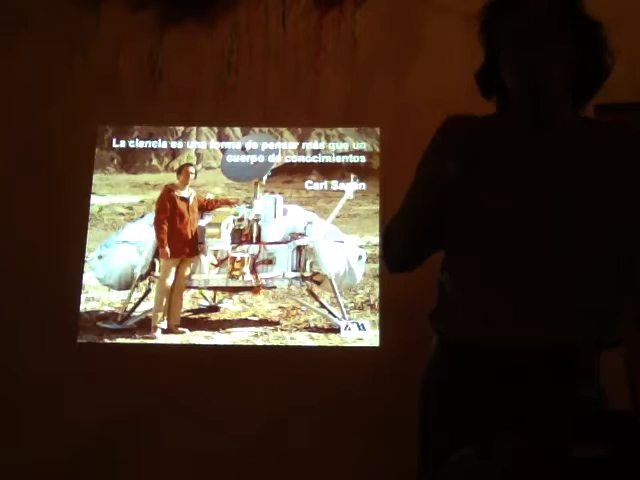 La ciencia es una forma de pensar más que un
cuerpo de conocimientos
Carl Sagan